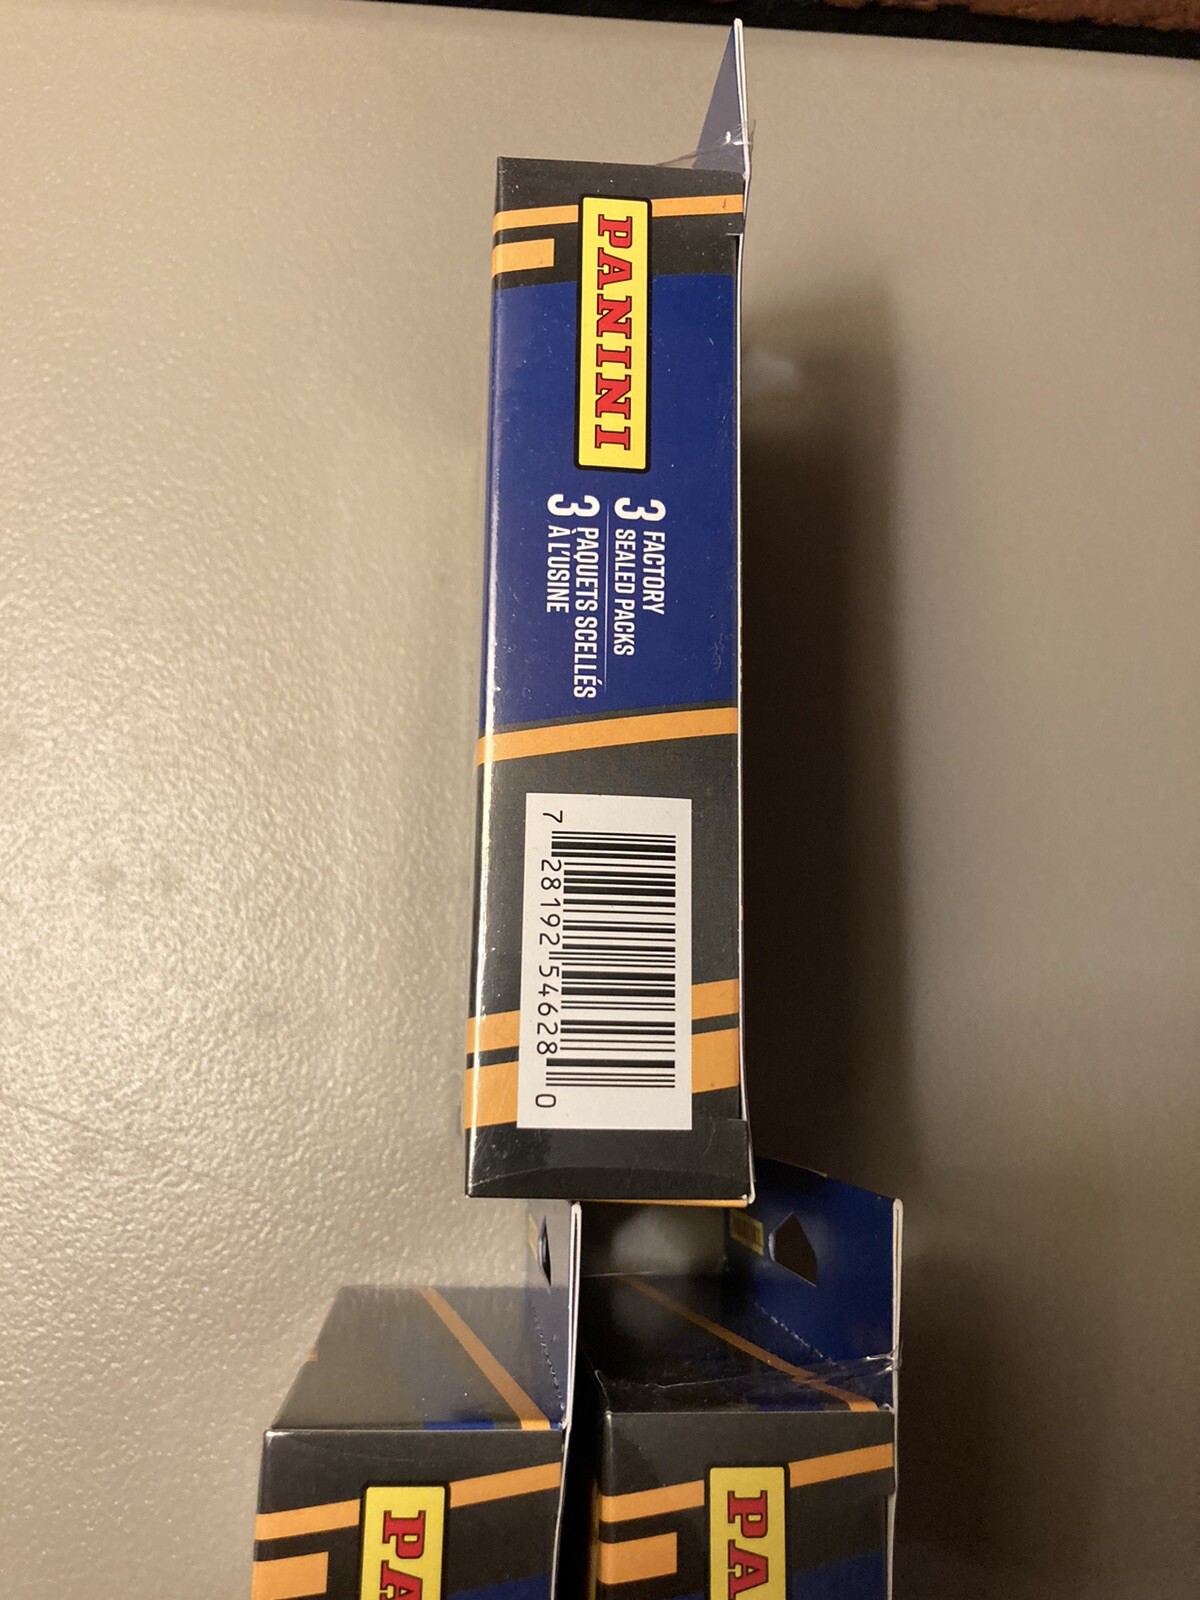 PANINI
3 FACTORY
SEALED PACKS
3 PAQUETS SCELLÉS
À L'USINE
7 28192 54628 0
PA
PA